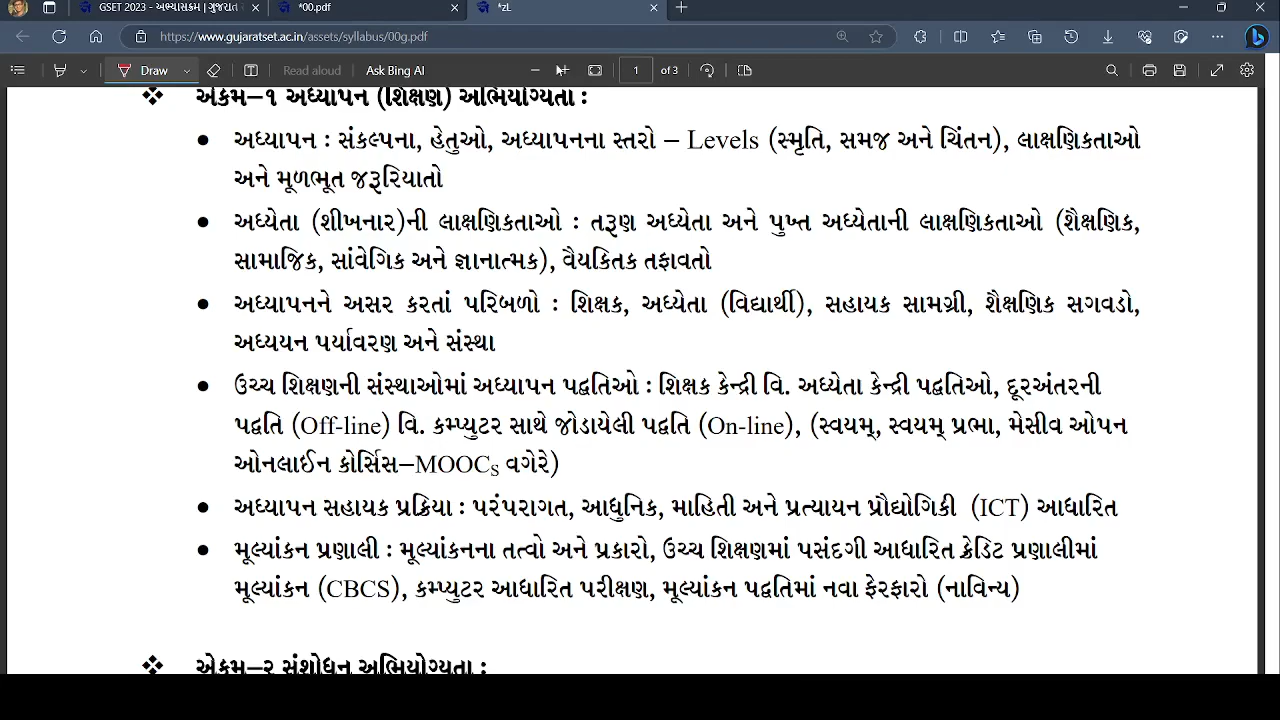 GSET 2023 - અભ્યાસક્રમ | ગુજરાત
*00.pdf
*zL
https://www.gujaratset.ac.in/assets/syllabus/00g.pdf
Draw
Read aloud
Ask Bing AI
1 of 3
❖ એકમ–૧ અધ્યાપન (શિક્ષણ) અભિયોગ્યતા :
● અધ્યાપન : સંકલ્પના, હેતુઓ, અધ્યાપનના સ્તરો – Levels (સ્મૃતિ, સમજ અને ચિંતન), લાક્ષણિકતાઓ
અને મૂળભૂત જરૂરિયાતો
● અધ્યેતા (શીખનાર)ની લાક્ષણિકતાઓ : તરૂણ અધ્યેતા અને પુખ્ત અધ્યેતાની લાક્ષણિકતાઓ (શૈક્ષણિક,
સામાજિક, સાંવેગિક અને જ્ઞાનાત્મક), વૈયકિતક તફાવતો
● અધ્યાપનને અસર કરતાં પરિબળો : શિક્ષક, અધ્યેતા (વિદ્યાર્થી), સહાયક સામગ્રી, શૈક્ષણિક સગવડો,
અધ્યયન પર્યાવરણ અને સંસ્થા
● ઉચ્ચ શિક્ષણની સંસ્થાઓમાં અધ્યાપન પદ્વતિઓ : શિક્ષક કેન્દ્રી વિ. અધ્યેતા કેન્દ્રી પદ્વતિઓ, દૂરઅંતરની
પદ્વતિ (Off-line) વિ. કમ્પ્યુટર સાથે જોડાયેલી પદ્વતિ (On-line), (સ્વયમ્, સ્વયમ્ પ્રભા, મેસીવ ઓપન
ઓનલાઈન કોર્સિસ–MOOCs વગેરે)
● અધ્યાપન સહાયક પ્રક્રિયા : પરંપરાગત, આધુનિક, માહિતી અને પ્રત્યાયન પ્રૌદ્યોગિકી (ICT) આધારિત
● મૂલ્યાંકન પ્રણાલી : મૂલ્યાંકનના તત્વો અને પ્રકારો, ઉચ્ચ શિક્ષણમાં પસંદગી આધારિત ક્રેડિટ પ્રણાલીમાં
મૂલ્યાંકન (CBCS), કમ્પ્યુટર આધારિત પરીક્ષણ, મૂલ્યાંકન પદ્વતિમાં નવા ફેરફારો (નાવિન્ય)
❖ એકમ–૨ સંશોધન અભિયોગ્યતા :